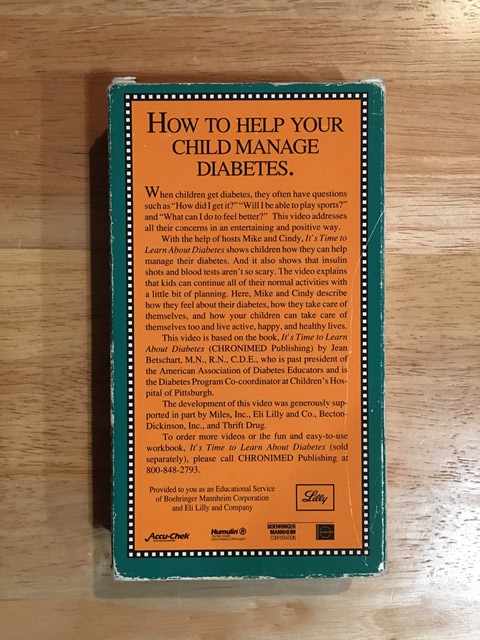 HOW TO HELP YOUR
CHILD MANAGE
DIABETES.
When children get diabetes, they often have questions
such as "How did I get it?" "Will I be able to play sports?"
and "What can I do to feel better?" This video addresses
all their concerns in an entertaining and positive way.
With the help of hosts Mike and Cindy, It's Time to
Learn About Diabetes shows children how they can help
manage their diabetes. And it also shows that insulin
shots and blood tests aren't so scary. The video explains
that kids can continue all of their normal activities with
a little bit of planning. Here, Mike and Cindy describe
how they feel about their diabetes, how they take care of
themselves, and how your children can take care of
themselves too and live active, happy, and healthy lives.
This video is based on the book, It's Time to Learn
About Diabetes (CHRONIMED Publishing) by Jean
Betschart, M.N., R.N., C.D.E., who is past president of
the American Association of Diabetes Educators and is
the Diabetes Program Co-coordinator at Children's Hos-
pital of Pittsburgh.
The development of this video was generously sup-
ported in part by Miles, Inc., Eli Lilly and Co., Becton-
Dickinson, Inc., and Thrift Drug.
To order more videos or the fun and easy-to-use
workbook, It's Time to Learn About Diabetes (sold
separately), please call CHRONIMED Publishing at
800-848-2793.
Provided to you as an Educational Service
of Boehringer Mannheim Corporation
and Eli Lilly and Company
Lilly
Accu-Chek
Humulin ®
BOEHRINGER
MANNHEIM
CORPORATION